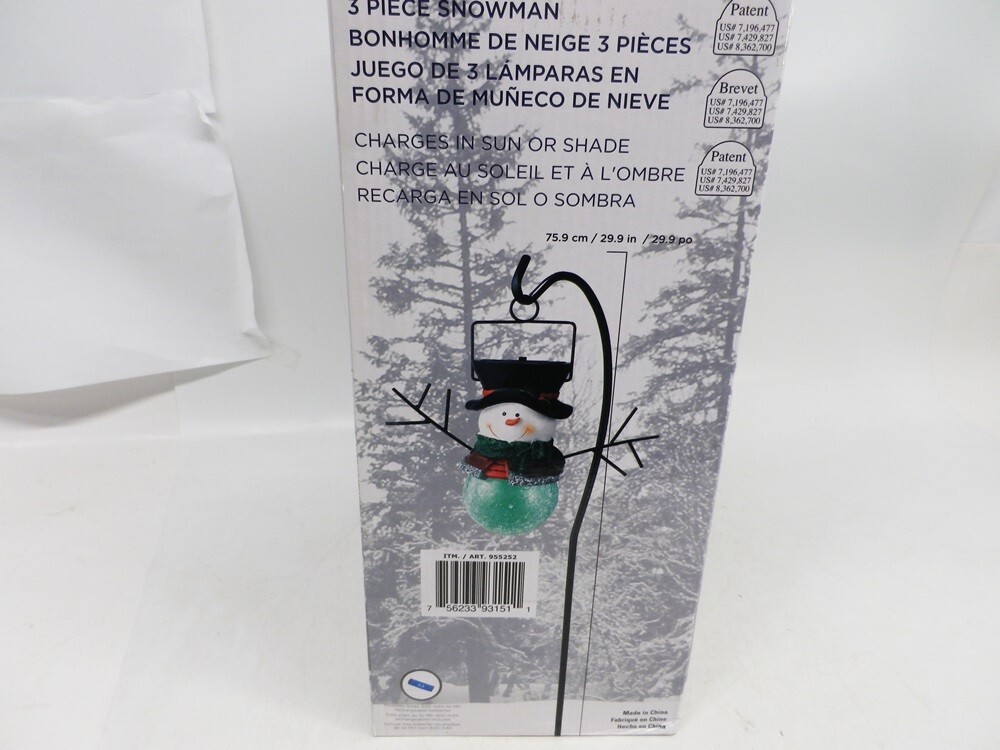 3 PIECE SNOWMAN
BONHOMME DE NEIGE 3 PIÈCES
JUEGO DE 3 LÁMPARAS EN
FORMA DE MUÑECO DE NIEVE
CHARGES IN SUN OR SHADE
CHARGE AU SOLEIL ET À L'OMBRE
RECARGA EN SOL O SOMBRA
Patent
US# 7,196,477
US# 7,429,827
US# 8,362,700
Brevet
US# 7,196,477
US# 7,429,827
US# 8,362,700
Patent
US# 7,196,477
US# 7,429,827
US# 8,362,700
75.9 cm / 29.9 in / 29.9 po
ITM. / ART. 955252
7 56233 93151 1
Made in China
Fabriqué en Chine
Hecho en China